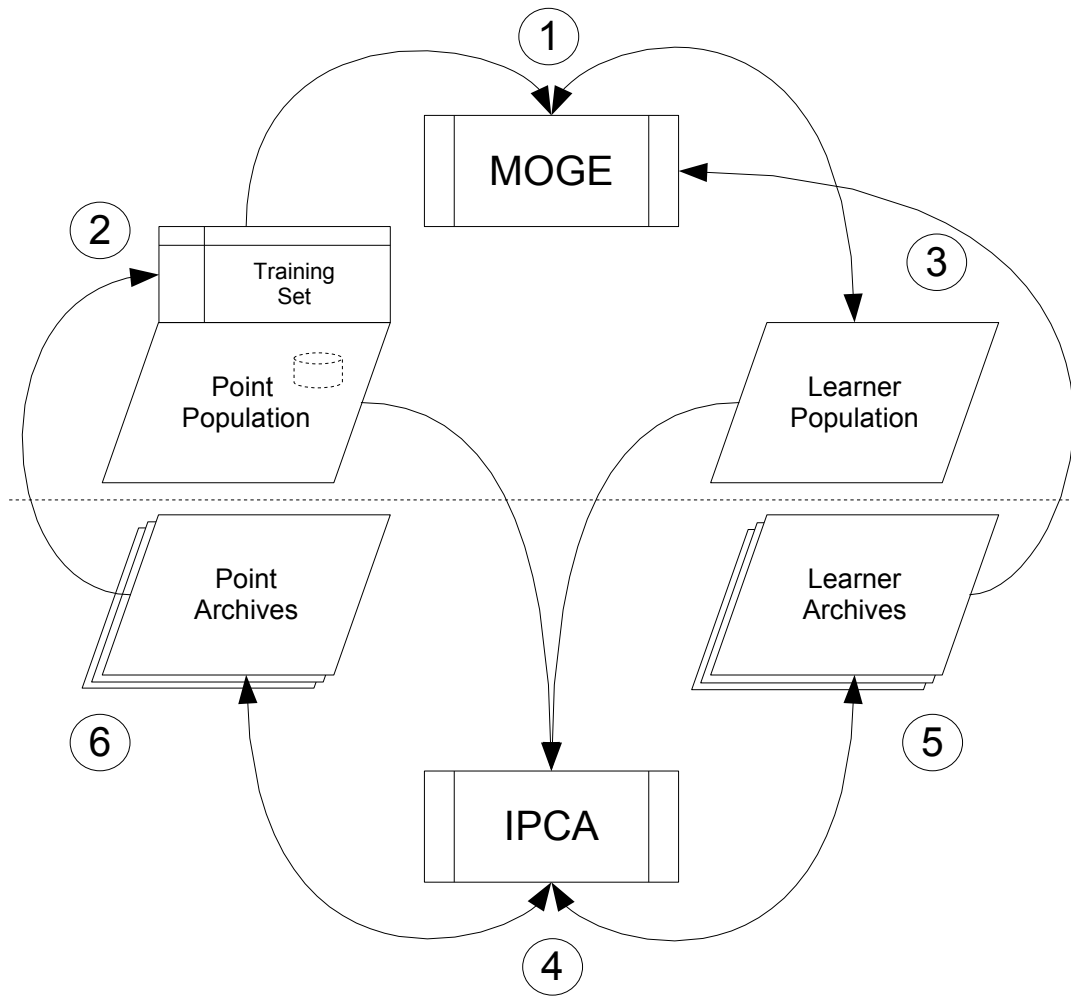 1
MOGE
2
3
Training
Set
Point
Population
Learner
Population
Point
Archives
Learner
Archives
6
5
IPCA
4